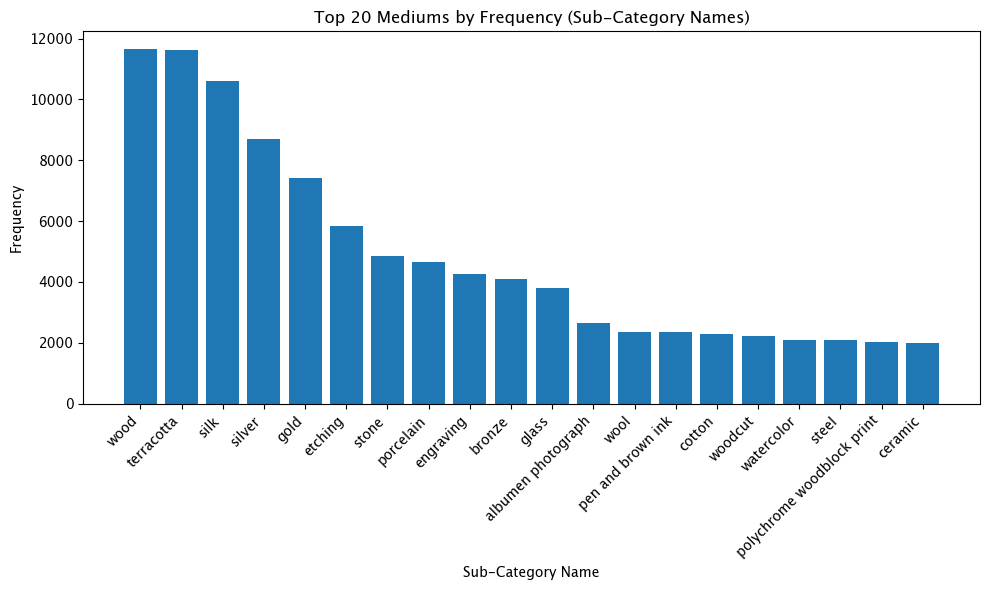 Top 20 Mediums by Frequency (Sub-Category Names)
Frequency
12000
10000
8000
6000
4000
2000
0
wood
terracotta
silk
silver
gold
etching
stone
porcelain
engraving
bronze
glass
albumen photograph
wool
pen and brown ink
cotton
woodcut
watercolor
steel
polychrome woodblock print
ceramic
Sub-Category Name